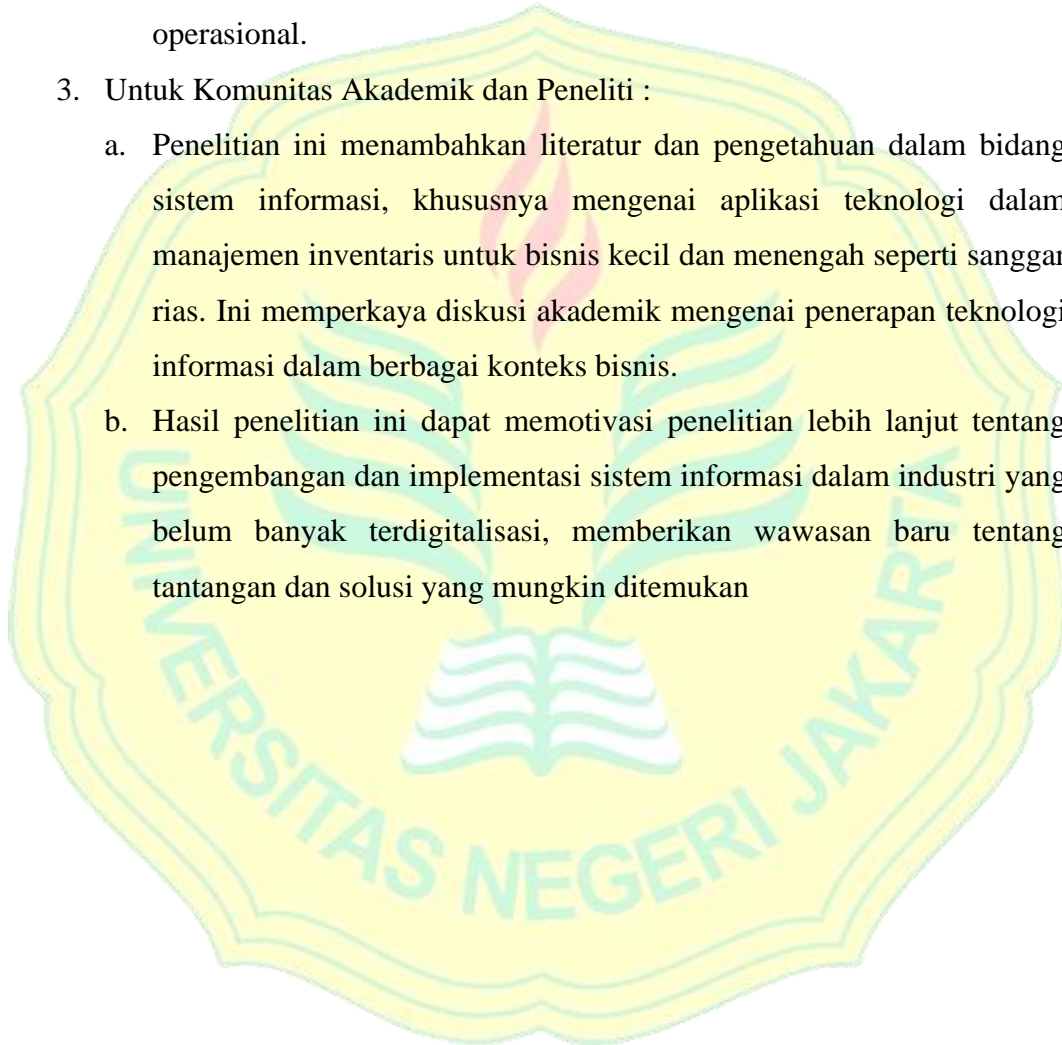 operasional.
3. Untuk Komunitas Akademik dan Peneliti :
a. Penelitian ini menambahkan literatur dan pengetahuan dalam bidang
sistem informasi, khususnya mengenai aplikasi teknologi dalam
manajemen inventaris untuk bisnis kecil dan menengah seperti sanggar
rias. Ini memperkaya diskusi akademik mengenai penerapan teknologi
informasi dalam berbagai konteks bisnis.
b. Hasil penelitian ini dapat memotivasi penelitian lebih lanjut tentang
pengembangan dan implementasi sistem informasi dalam industri yang
belum banyak terdigitalisasi, memberikan wawasan baru tentang
tantangan dan solusi yang mungkin ditemukan
UNIVERSITAS NEGERI JAKARTA